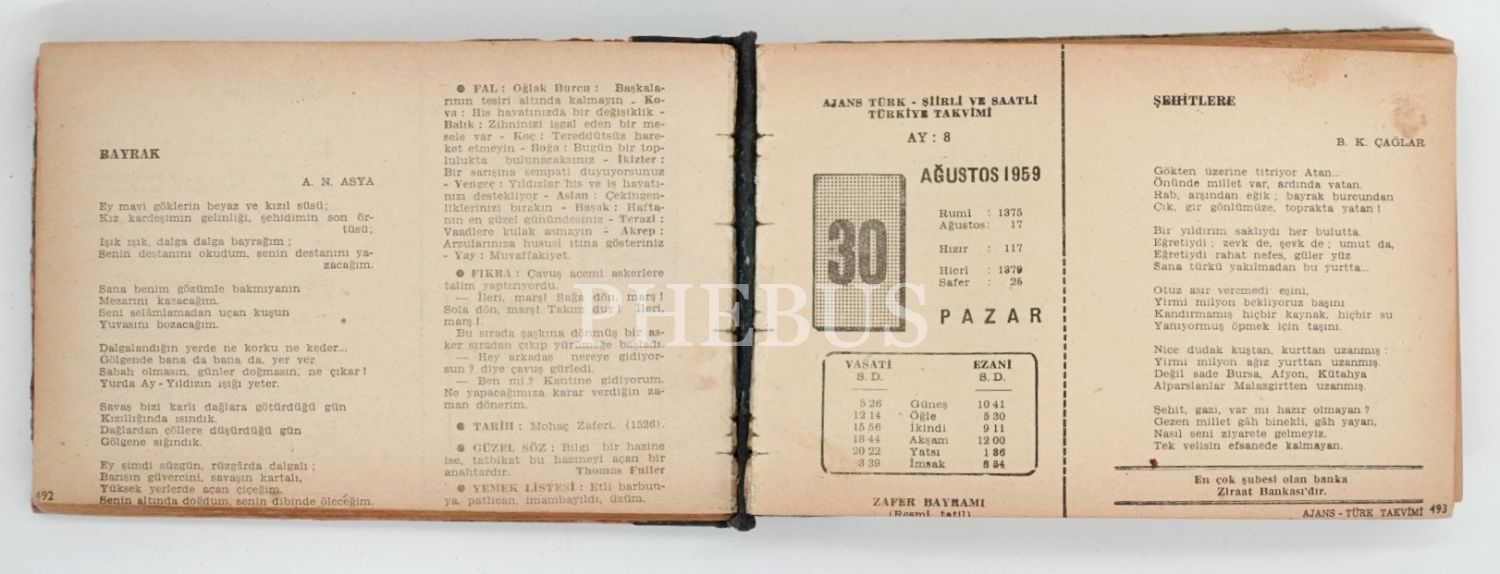 BAYRAK
A. N. ASYA
Ey mavi göklerin beyaz ve kızıl süsü;
Kız kardeşimin gelinliği, şehidimin son ör-
tüsü;
Işık ışık, dalga dalga bayrağım;
Senin destanını okudum, senin destanını ya-
zacağım.
Sana benim gözümle bakmıyanın
Mezarını kazacağım.
Seni selâmlamadan uçan kuşun
Yuvasını bozacağım.
Dalgalandığın yerde ne korku ne keder...
Gölgende bana da bana da, yer ver
Sabah olmasın, günler doğmasın, ne çıkar!
Yurda Ay-Yıldızın ışığı yeter.
Savaş bizi karlı dağlara götürdüğü gün
Kızıllığında ısındık.
Dağlardan çöllere düşürdüğü gün
Gölgene sığındık.
Ey şimdi süzgün, rüzgârda dalgalı;
Barışın güvercini, savaşın kartalı,
Yüksek yerlerde açan çiçeğim.
Senin altında doğdum, senin dibinde öleceğim.
492
● FAL: Oğlak Burcu: Başkala-
rının tesiri altında kalmayın - Ko-
va: His hayatınızda bir değişiklik -
Balık: Zihninizi işgal eden bir me-
sele var - Koç: Tereddütsüz hare-
ket etmeyin - Boğa: Bugün bir top-
lulukta bulunacaksınız - İkizler:
Bir sarışına sempati duyuyorsunuz
- Yengeç: Yıldızlar his ve iş hayatı-
nızı destekliyor - Aslan: Çekingen-
liklerinizi bırakın - Başak: Hafta-
nın en güzel günündesiniz - Terazi:
Vaadlere kulak asmayın - Akrep:
Arzularınıza hususi itina gösteriniz
- Yay: Muvaffakiyet.
● FIKRA: Çavuş acemi askerlere
talim yaptırıyordu.
— İleri, marş! Sağa dön, marş!
Sola dön, marş! Takım dur! İleri,
marş!.
Bu sırada şaşkına dönmüş bir as-
ker sıradan çıkıp yürümeğe başladı.
— Hey arkadaş nereye gidiyor-
sun? diye çavuş gürledi.
— Ben mi? Kantine gidiyorum.
Ne yapacağımıza karar verdiğin za-
man dönerim.
● TARİH: Mohaç Zaferi. (1526).
● GÜZEL SÖZ: Bilgi bir hazine
ise, tatbikat bu hazineyi açan bir
anahtardır. Thomas Fuller
● YEMEK LİSTESİ: Etli barbun-
ya, patlıcan, imambayıldı, üzüm.
PHEBUS
AJANS TÜRK - ŞİİRLİ VE SAATLİ
TÜRKİYE TAKVİMİ
AY: 8
AĞUSTOS 1959
30
Rumî : 1375
Ağustos: 17
Hızır : 117
Hicrî : 1379
Safer : 26
PAZAR
VASATİ EZANİ
S. D. S. D.
5 26 Güneş 10 41
12 14 Öğle 5 30
15 56 İkindi 9 11
18 44 Akşam 12 00
20 22 Yatsı 1 36
3 39 İmsak 8 54
ZAFER BAYRAMI
(Resmî tatil)
ŞEHİTLERE
B. K. ÇAĞLAR
Gökten üzerine titriyor Atan...
Önünde millet var, ardında vatan.
Rab, arşından eğik; bayrak burcundan
Çık, gir gönlümüze, toprakta yatan!
Bir yıldırım saklıydı her bulutta.
Eğretiydi; zevk de, şevk de; umut da,
Eğretiydi rahat nefes, güler yüz
Sana türkü yakılmadan bu yurtta...
Otuz asır veremedi eşini,
Yirmi milyon bekliyoruz başını
Kandırmamış hiçbir kaynak, hiçbir su
Yanıyormuş öpmek için taşını.
Nice dudak kuştan, kurttan uzanmış:
Yirmi milyon ağız yurttan uzanmış.
Değil sade Bursa, Afyon, Kütahya
Alparslanlar Malazgirtten uzanmış.
Şehit, gazi, var mı hazır olmayan?
Gezen millet gâh binekli, gâh yayan,
Nasıl seni ziyarete gelmeyiz.
Tek velisin efsanede kalmayan.
En çok şubesi olan banka
Ziraat Bankası'dır.
AJANS - TÜRK TAKVİMİ 493